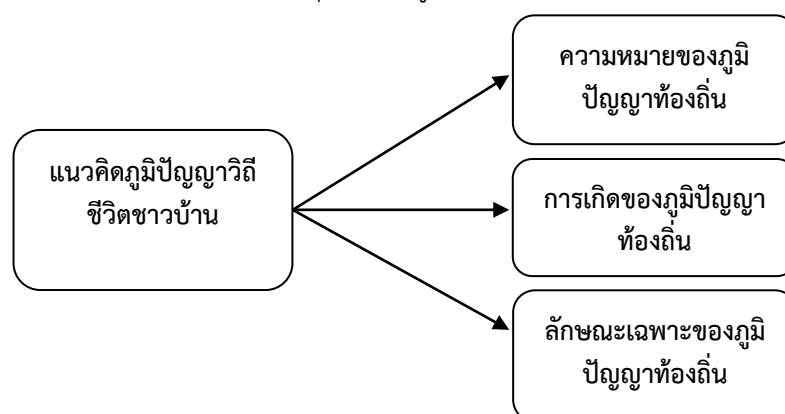 แนวคิดภูมิปัญญาวิถี
ชีวิตชาวบ้าน
ความหมายของภูมิ
ปัญญาท้องถิ่น
การเกิดของภูมิปัญญา
ท้องถิ่น
ลักษณะเฉพาะของภูมิ
ปัญญาท้องถิ่น